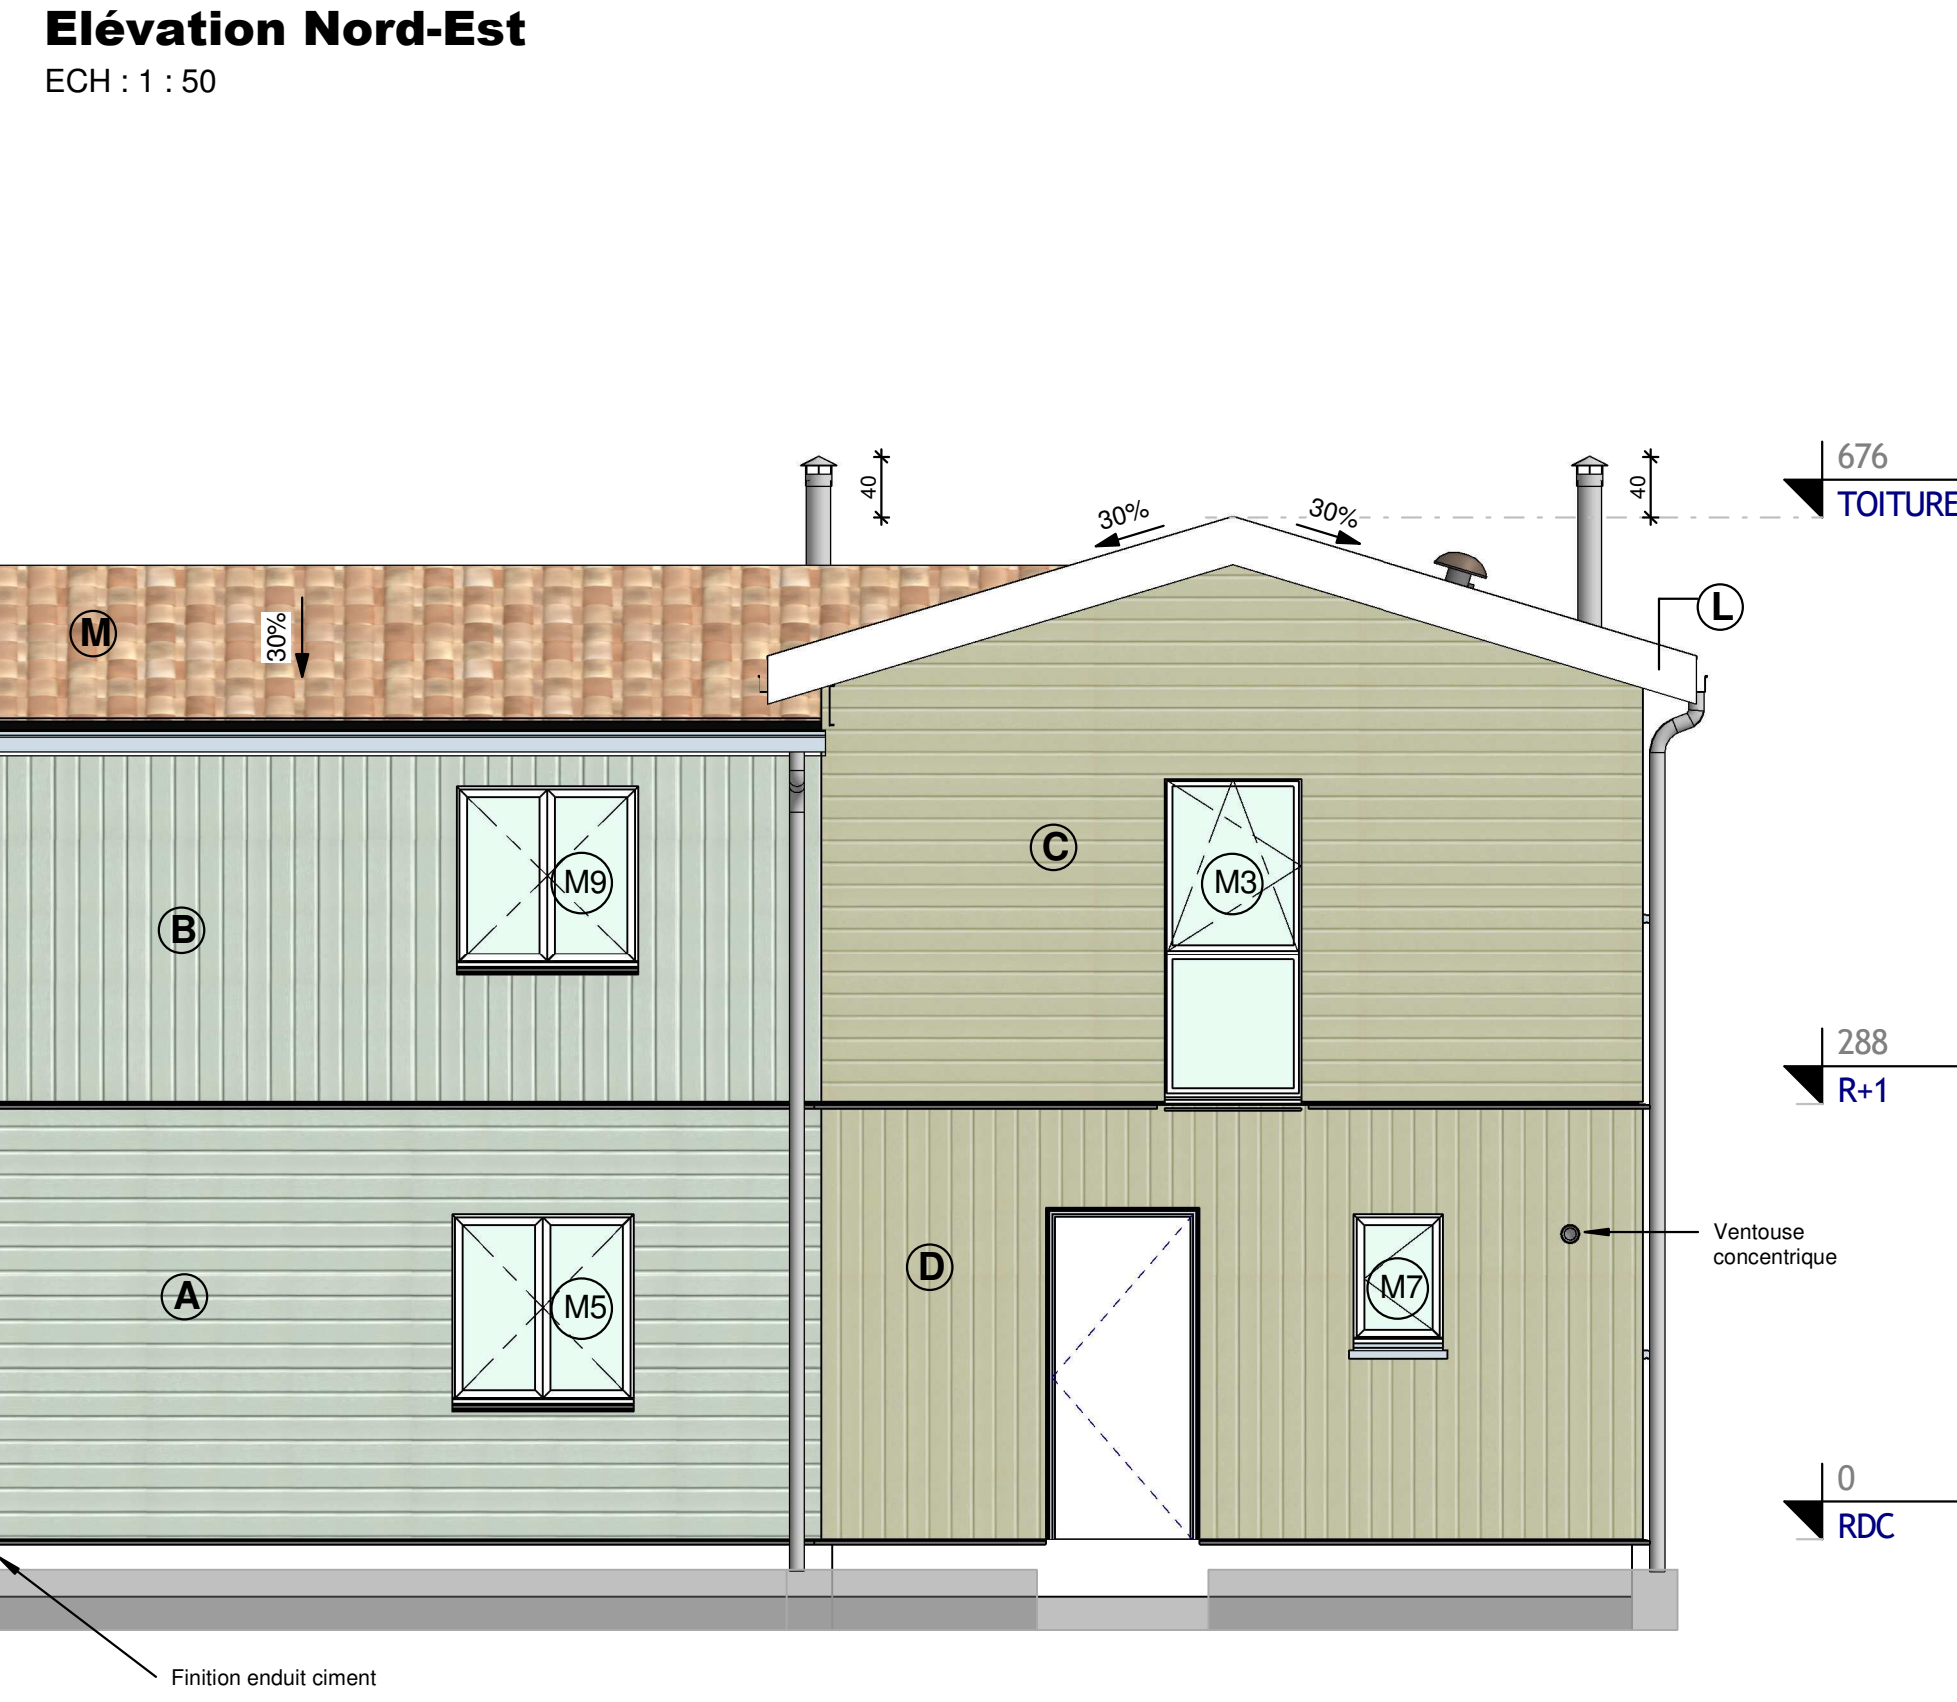 Elévation Nord-Est
ECH : 1 : 50
676
TOITURE
40
40
30%
30%
L
M
30%
C
M9
M3
B
288
R+1
Ventouse
concentrique
D
M7
A
M5
0
RDC
Finition enduit ciment